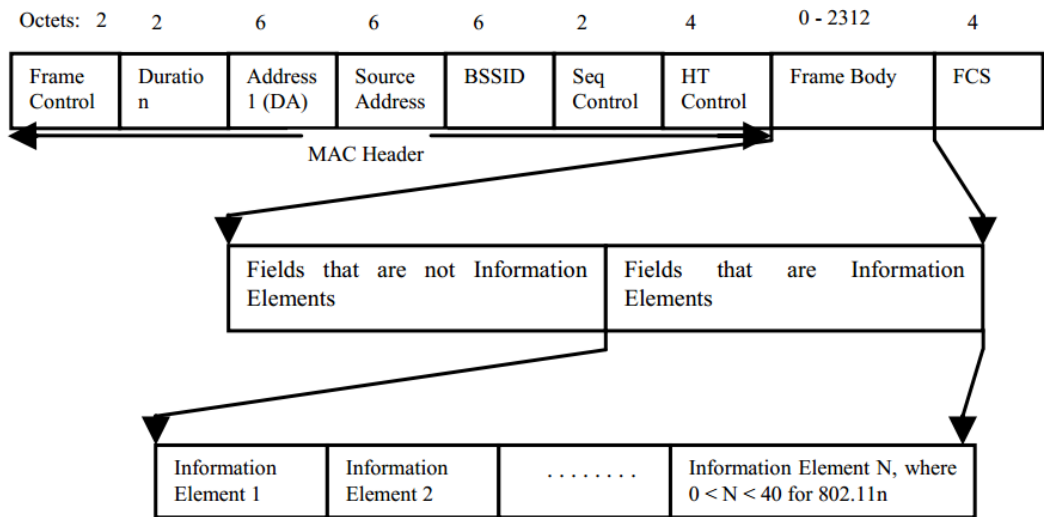 Octets: 2 2 6 6 6 2 4 0 - 2312 4
Frame Control
Duratio n
Address 1 (DA)
Source Address
BSSID
Seq Control
HT Control
Frame Body
FCS
MAC Header
Fields that are not Information
Elements
Fields that are Information
Elements
Information
Element 1
Information
Element 2
. . . . . . . .
Information Element N, where
0 < N < 40 for 802.11n